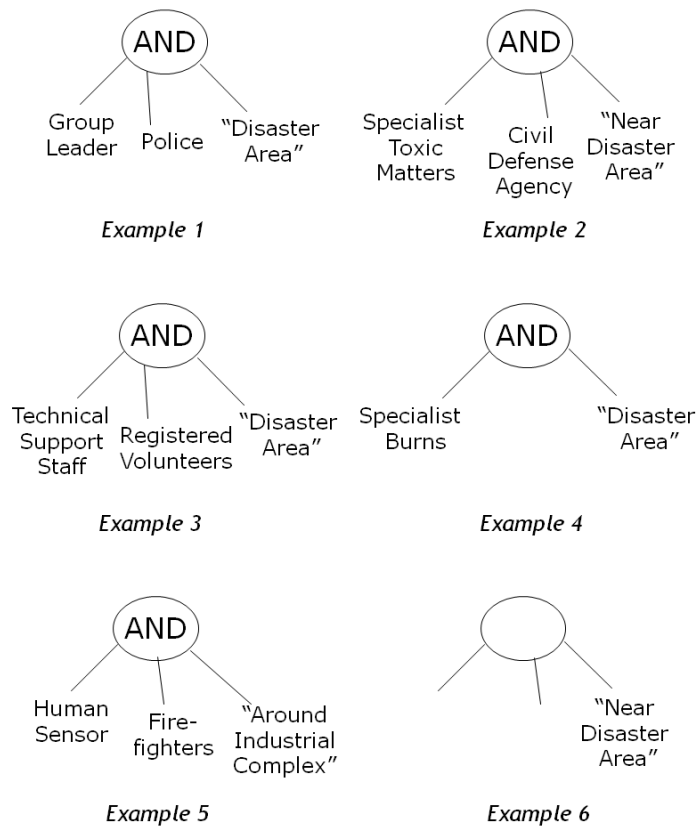 AND
Group
Leader
Police
“Disaster
Area”
Example 1
AND
Specialist
Toxic
Matters
Civil
Defense
Agency
“Near
Disaster
Area”
Example 2
AND
Technical
Support
Staff
Registered
Volunteers
“Disaster
Area”
Example 3
AND
Specialist
Burns
“Disaster
Area”
Example 4
AND
Human
Sensor
Fire-
fighters
“Around
Industrial
Complex”
Example 5
“Near
Disaster
Area”
Example 6